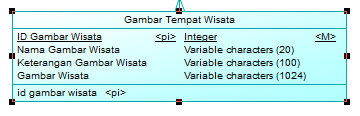 Gambar Tempat Wisata
ID Gambar Wisata <pi> Integer <M>
Nama Gambar Wisata Variable characters (20)
Keterangan Gambar Wisata Variable characters (100)
Gambar Wisata Variable characters (1024)
id gambar wisata <pi>